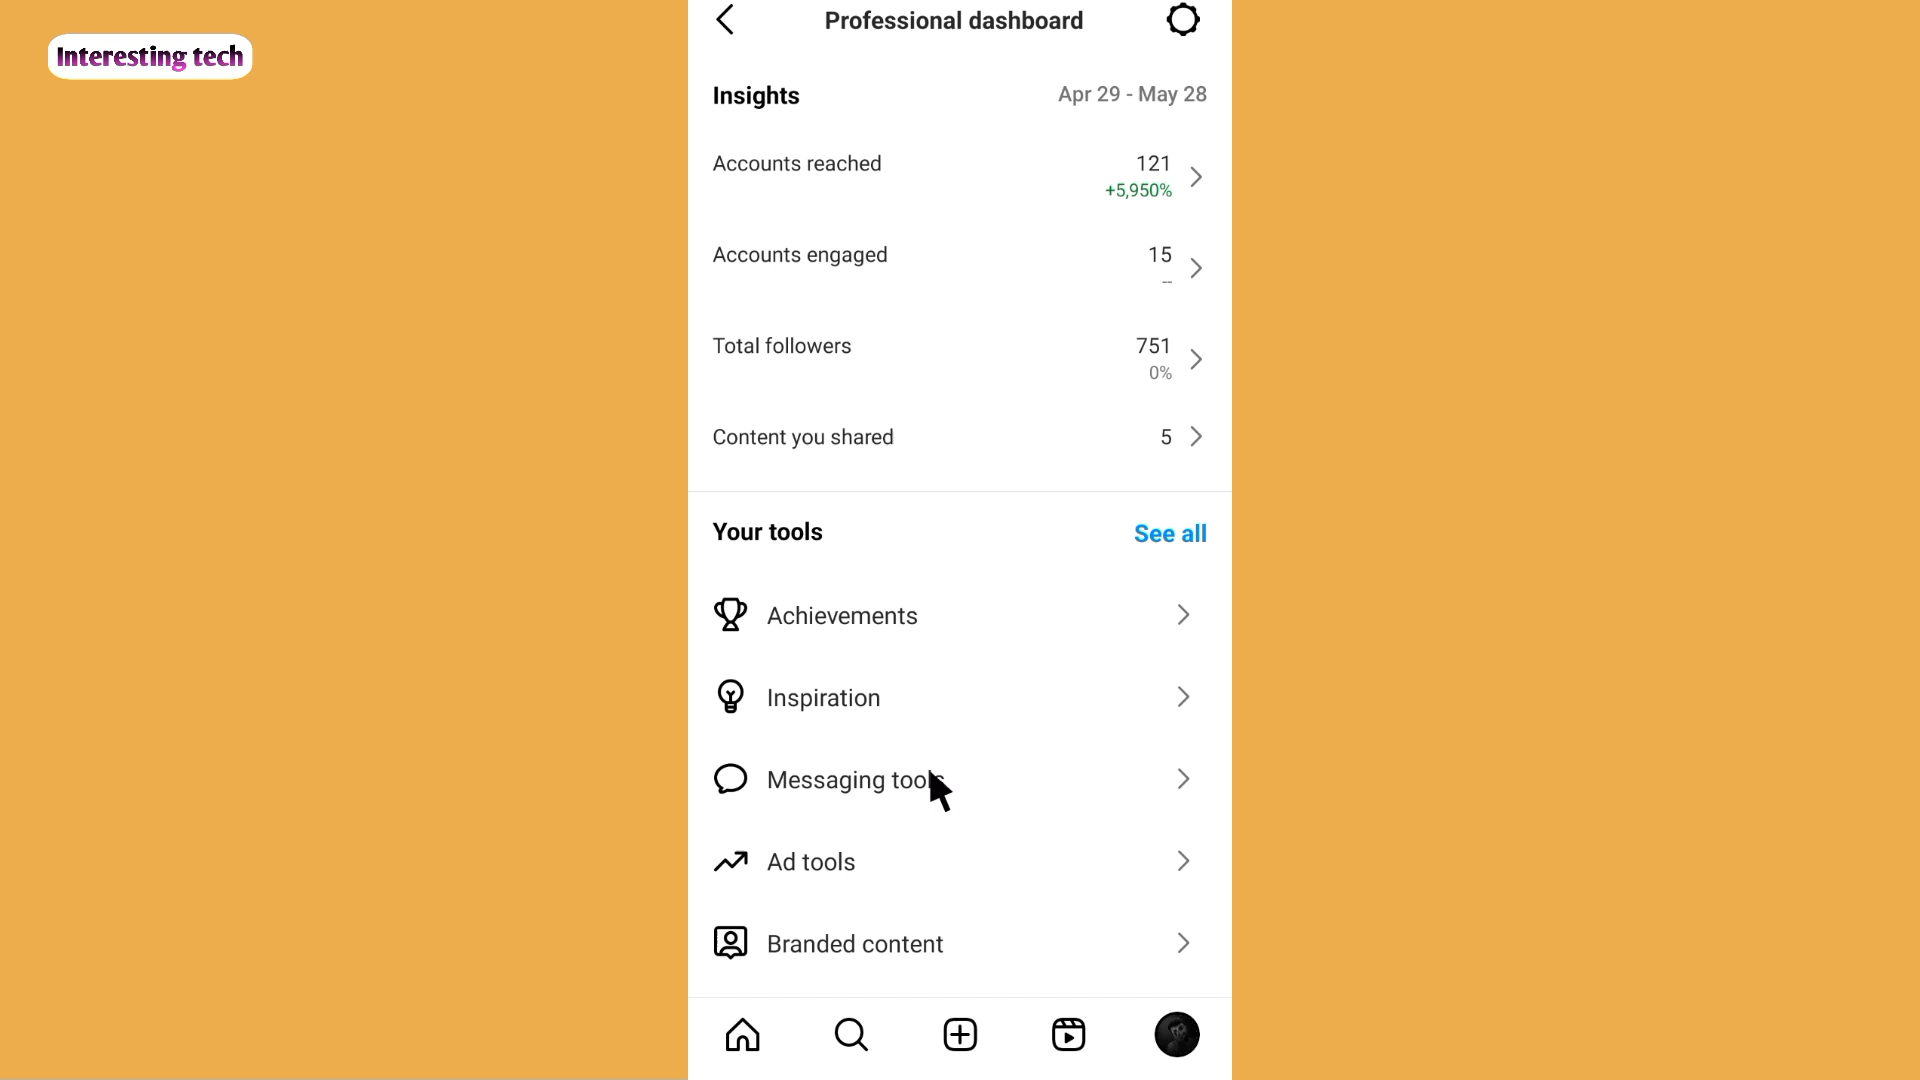 Interesting tech
Professional dashboard
Insights
Apr 29 - May 28
Accounts reached
121
+5,950%
Accounts engaged
15
--
Total followers
751
0%
Content you shared
5
Your tools
See all
Achievements
Inspiration
Messaging tools
Ad tools
Branded content